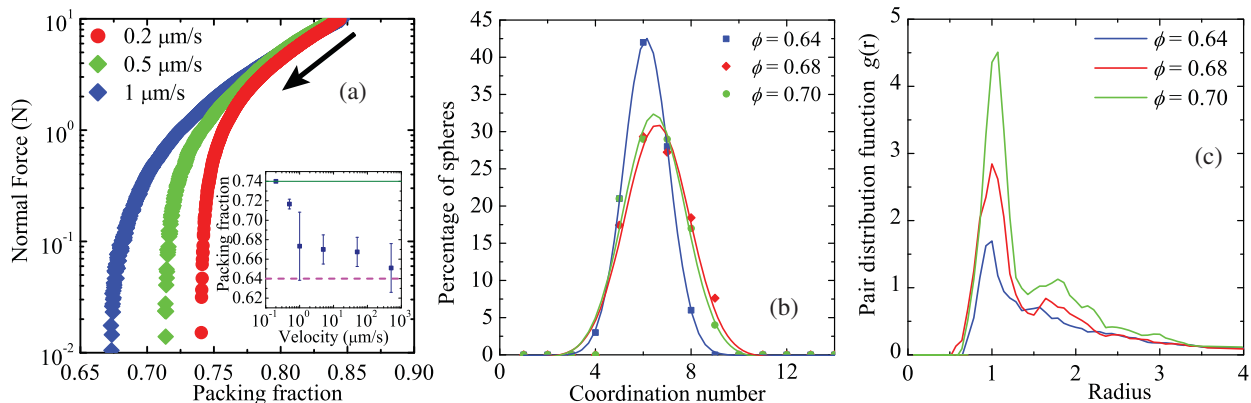 Normal Force (N)
10¹
10⁰
10⁻¹
10⁻²
0.2 μm/s
0.5 μm/s
1 μm/s
(a)
Packing fraction
0.74
0.72
0.70
0.68
0.66
0.64
0.62
10⁻¹ 10⁰ 10¹ 10² 10³
Velocity (μm/s)
0.65 0.70 0.75 0.80 0.85 0.90
Packing fraction
Percentage of spheres
45
40
35
30
25
20
15
10
5
0
ϕ = 0.64
ϕ = 0.68
ϕ = 0.70
(b)
0 4 8 12
Coordination number
Pair distribution function g(r)
5
4
3
2
1
0
ϕ = 0.64
ϕ = 0.68
ϕ = 0.70
(c)
0 1 2 3 4
Radius